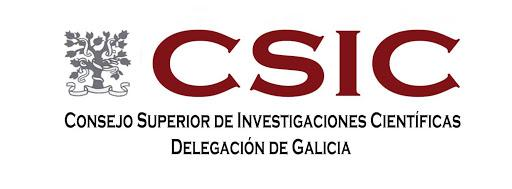 CSIC
CONSEJO SUPERIOR DE INVESTIGACIONES CIENTÍFICAS
DELEGACIÓN DE GALICIA